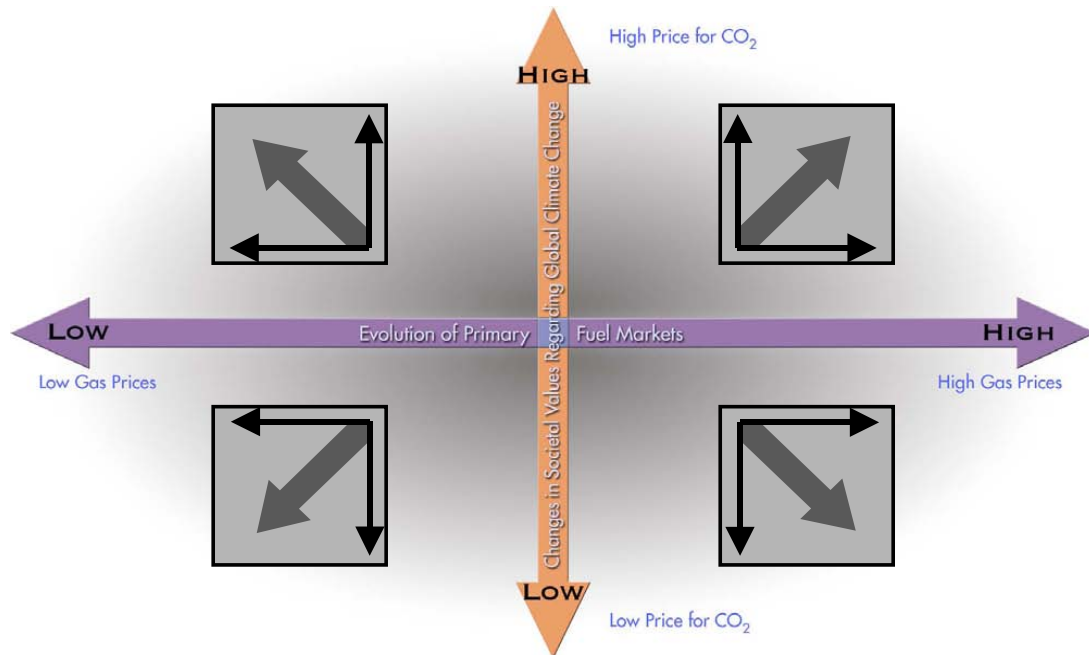 High Price for CO2
HIGH
Changes in Societal Values Regarding Global Climate Change
LOW
Evolution of Primary Fuel Markets
HIGH
Low Gas Prices
High Gas Prices
LOW
Low Price for CO2